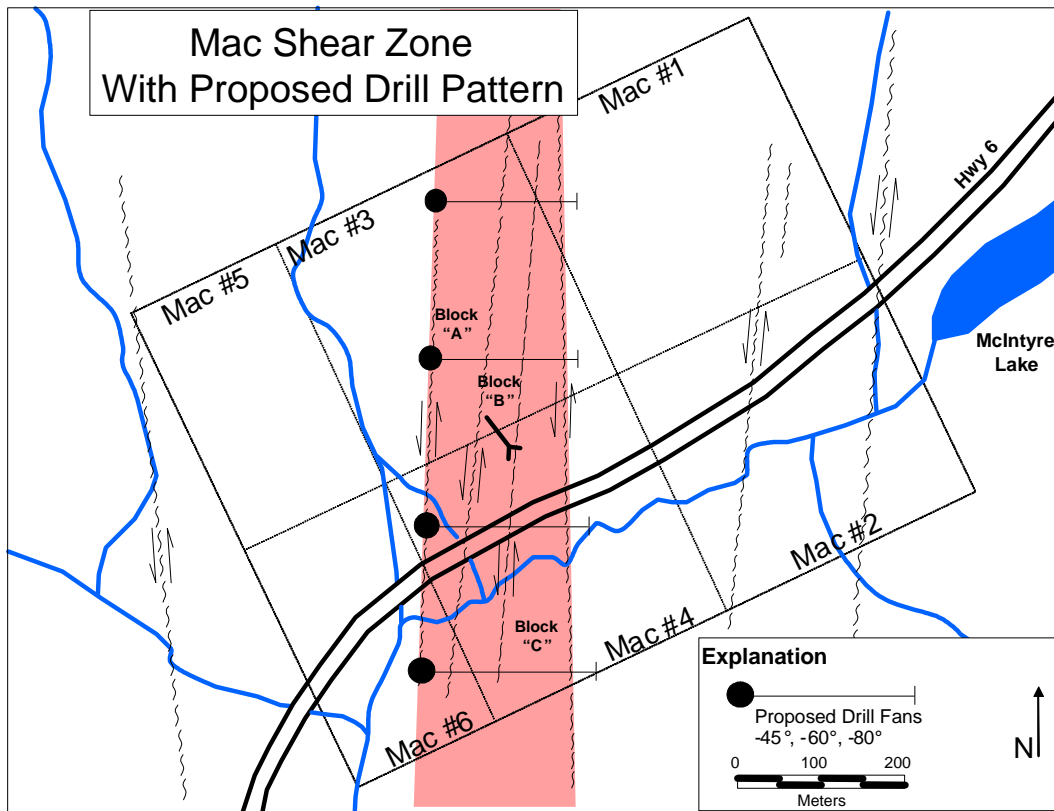 Mac Shear Zone
With Proposed Drill Pattern
Mac #1
Hwy 6
Mac #3
Mac #5
Block
"A"
McIntyre
Lake
Block
"B"
Mac #2
Block
"C"
Mac #4
Mac #6
Explanation
Proposed Drill Fans
-45°, -60°, -80°
0 100 200
Meters
N